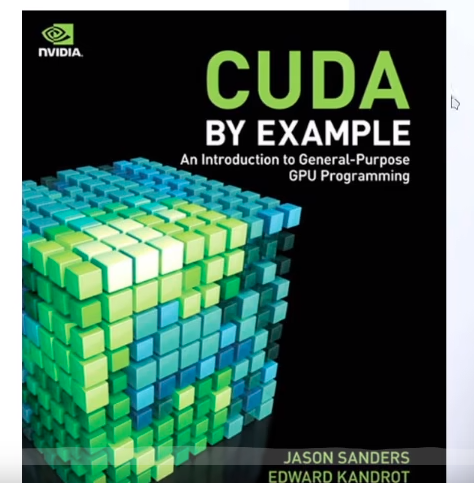 NVIDIA.
CUDA
BY EXAMPLE
An Introduction to General-Purpose
GPU Programming
JASON SANDERS
EDWARD KANDROT